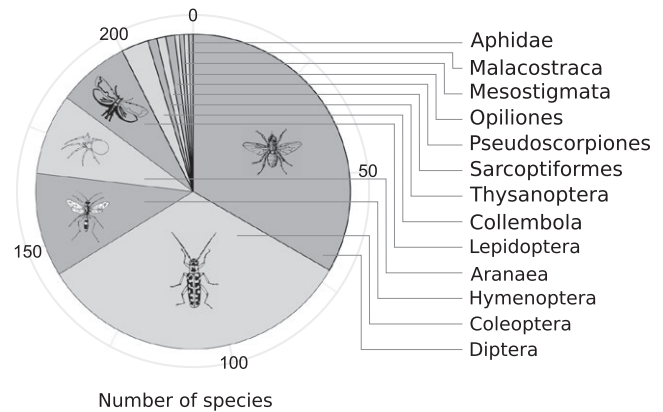 0
200
50
150
100
Aphidae
Malacostraca
Mesostigmata
Opiliones
Pseudoscorpiones
Sarcoptiformes
Thysanoptera
Collembola
Lepidoptera
Aranaea
Hymenoptera
Coleoptera
Diptera
Number of species